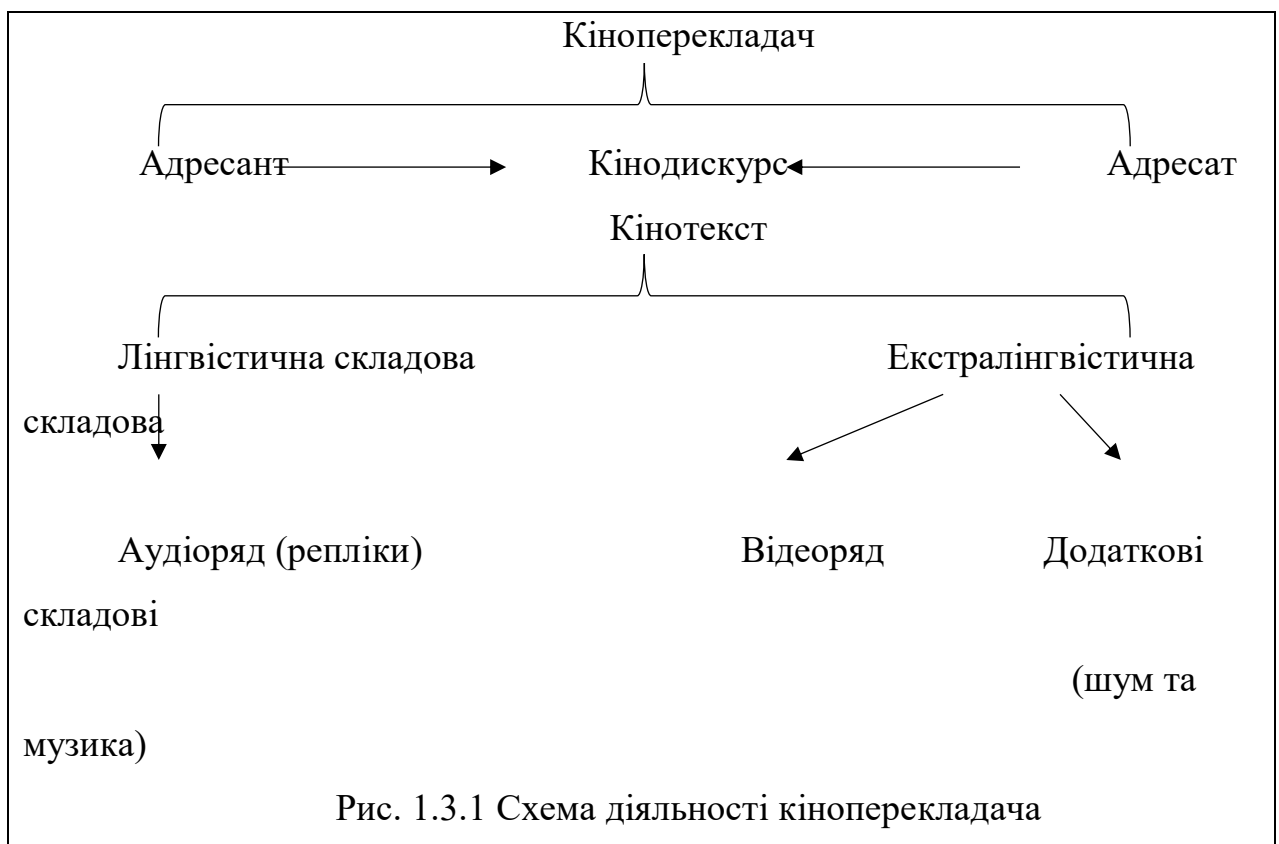 Кіноперекладач
Адресант Кінодискурс Адресат
Кінотекст
Лінгвістична складова Екстралінгвістична
складова
Аудіоряд (репліки) Відеоряд Додаткові
складові
(шум та
музика)
Рис. 1.3.1 Схема діяльності кіноперекладача